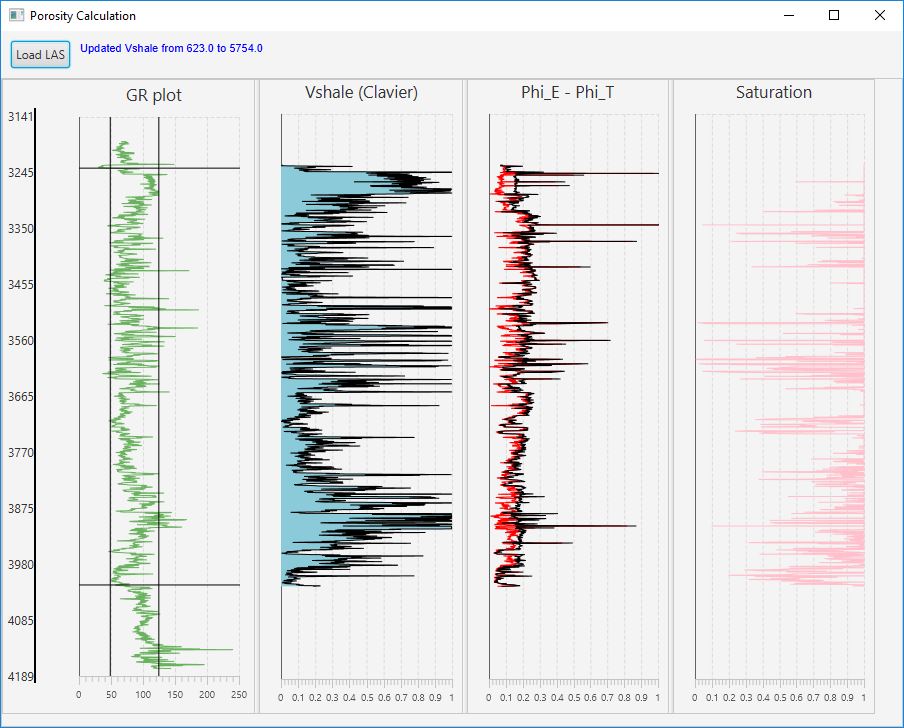 Porosity Calculation
Load LAS
Updated Vshale from 623.0 to 5754.0
GR plot
Vshale (Clavier)
Phi_E - Phi_T
Saturation
3141
3245
3350
3455
3560
3665
3770
3875
3980
4085
4189
0 50 100 150 200 250
0 0.1 0.2 0.3 0.4 0.5 0.6 0.7 0.8 0.9 1
0 0.1 0.2 0.3 0.4 0.5 0.6 0.7 0.8 0.9 1
0 0.1 0.2 0.3 0.4 0.5 0.6 0.7 0.8 0.9 1